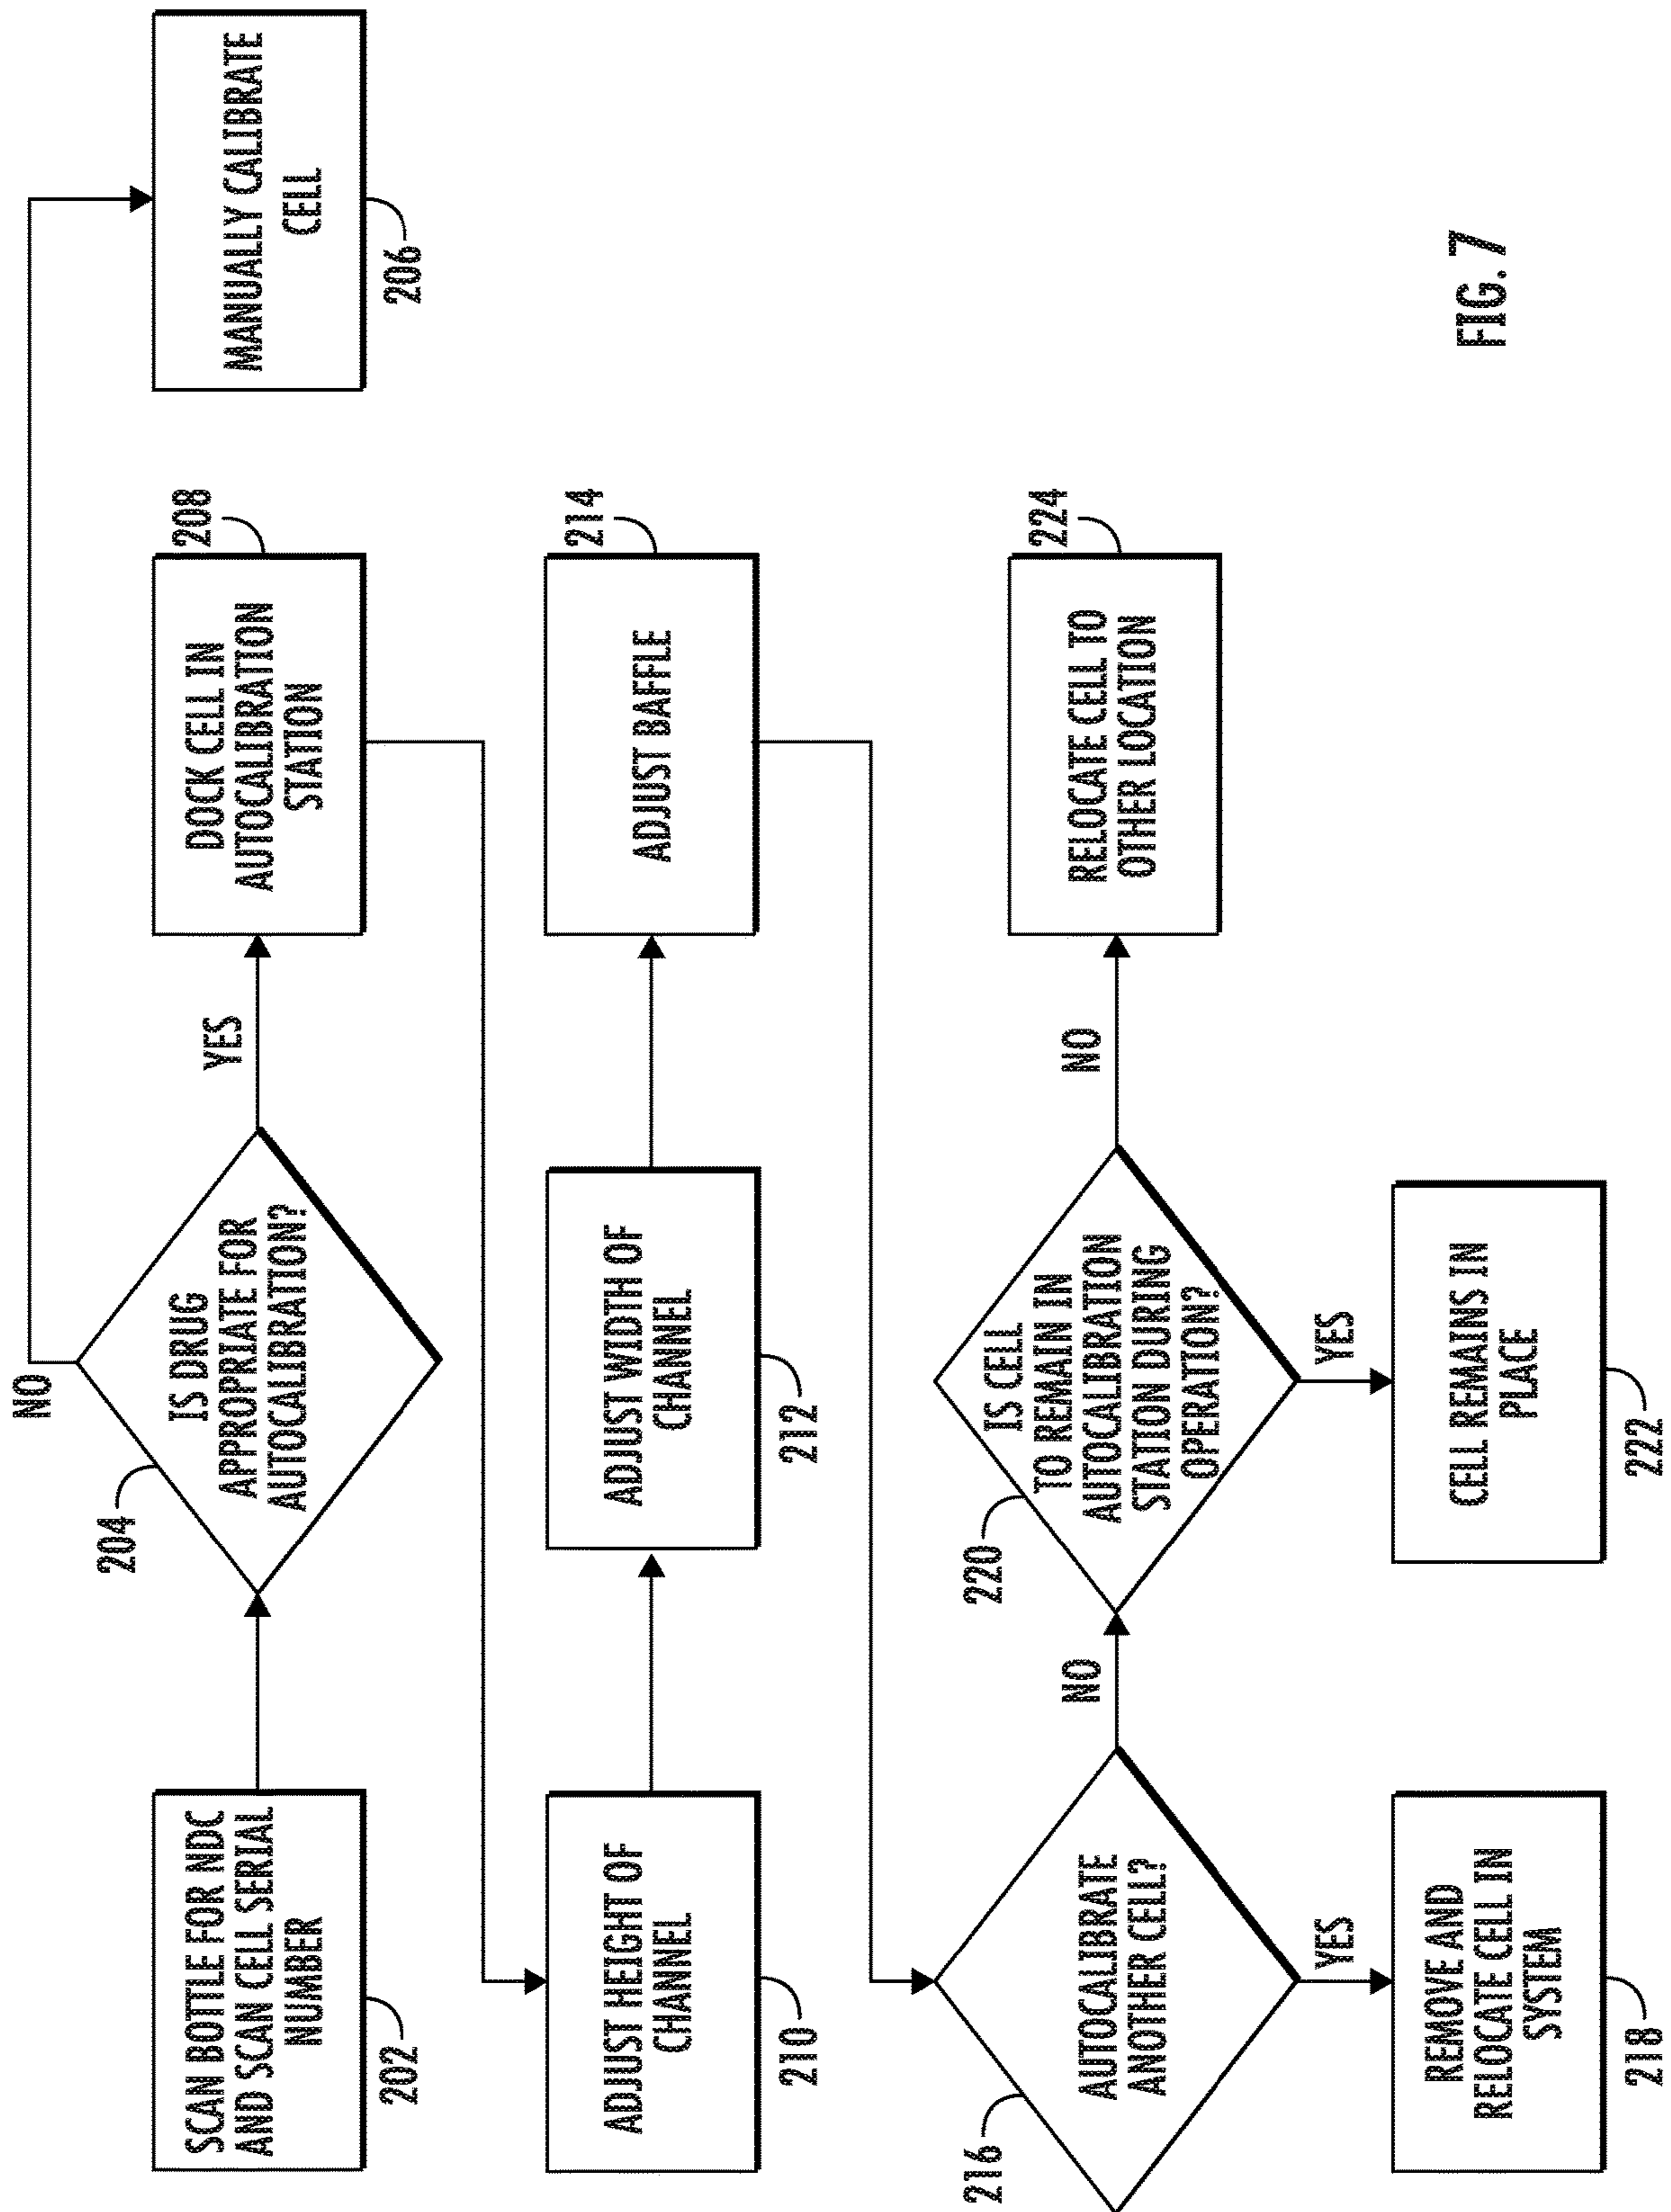 SCAN BOTTLE FOR NDC
AND SCAN CELL SERIAL
NUMBER
202
IS DRUG
APPROPRIATE FOR
AUTOCALIBRATION?
204
NO
YES
MANUALLY CALIBRATE
CELL
206
DOCK CELL IN
AUTOCALIBRATION
STATION
208
ADJUST HEIGHT OF
CHANNEL
210
ADJUST WIDTH OF
CHANNEL
212
ADJUST BAFFLE
214
AUTOCALIBRATE
ANOTHER CELL?
216
NO
YES
REMOVE AND
RELOCATE CELL IN
SYSTEM
218
IS CELL
TO REMAIN IN
AUTOCALIBRATION
STATION DURING
OPERATION?
220
NO
YES
CELL REMAINS IN
PLACE
222
RELOCATE CELL TO
OTHER LOCATION
224
FIG. 7